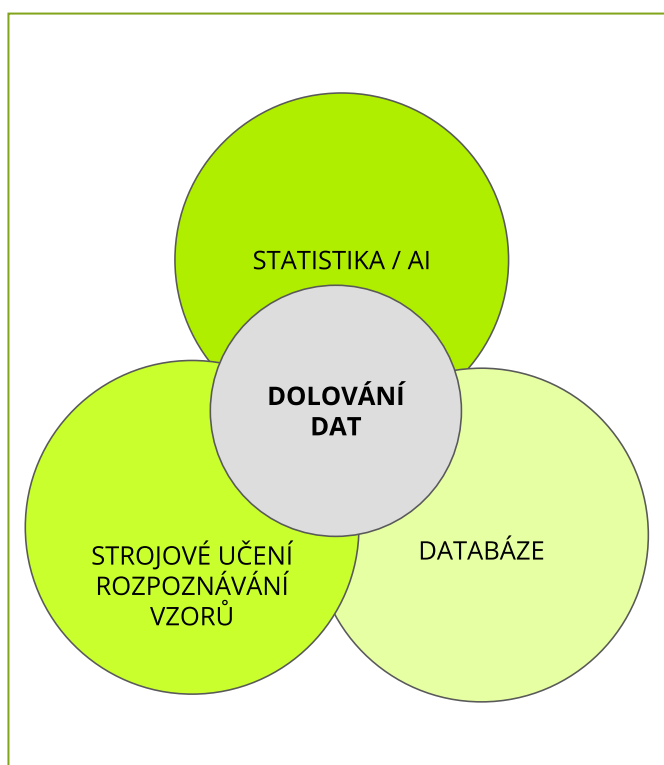 STATISTIKA / AI
DOLOVÁNÍ
DAT
STROJOVÉ UČENÍ
ROZPOZNÁVÁNÍ
VZORŮ
DATABÁZE